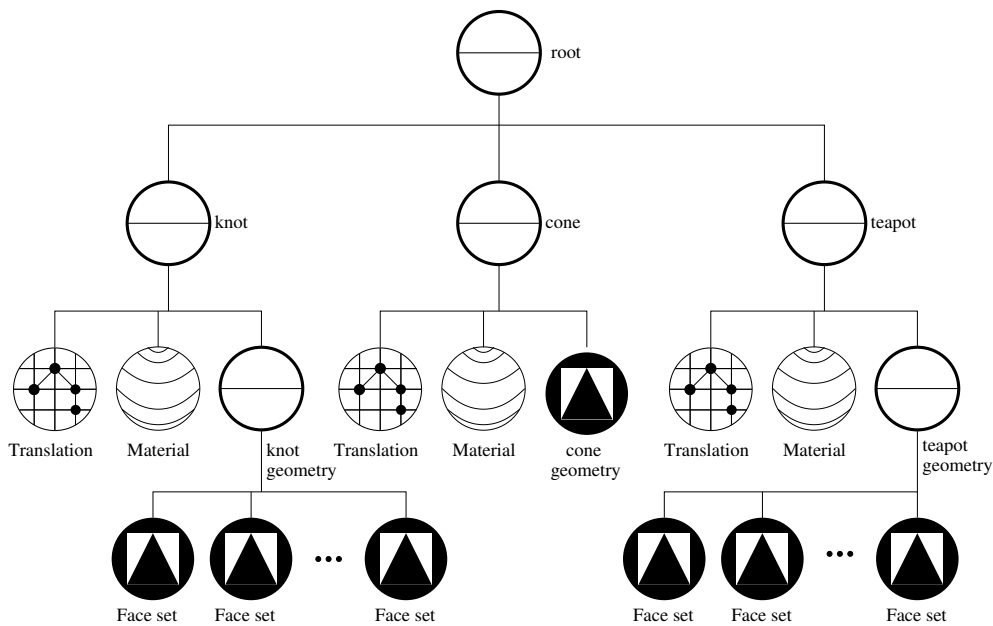 root
knot
cone
teapot
Translation
Material
knot
geometry
Translation
Material
cone
geometry
Translation
Material
teapot
geometry
Face set
Face set
Face set
Face set
Face set
Face set